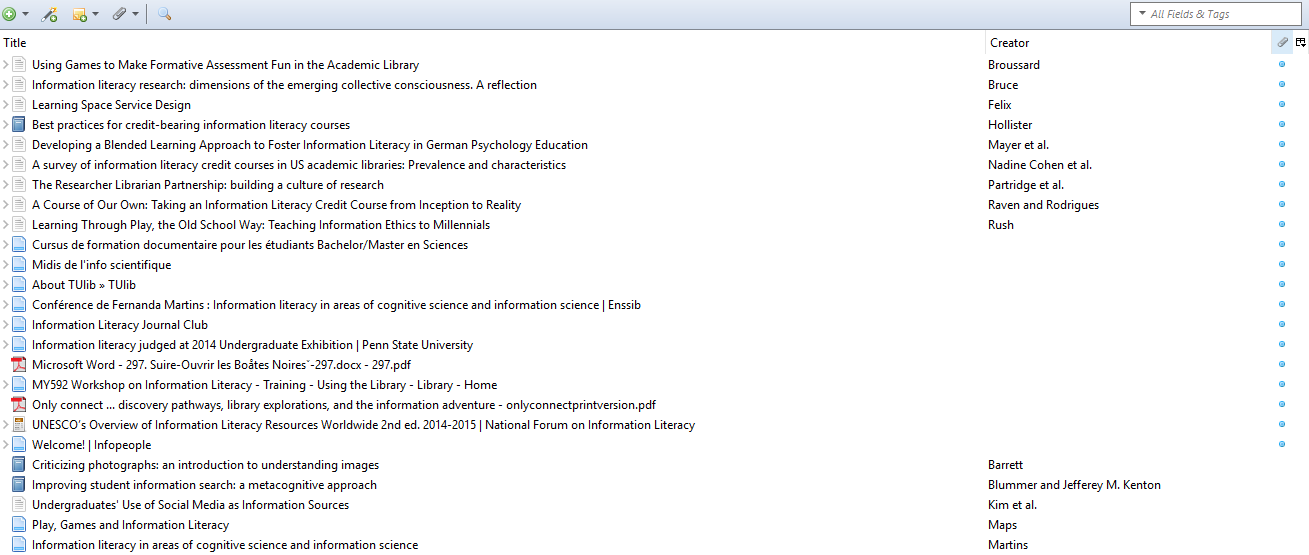 All Fields & Tags
Title Creator
Using Games to Make Formative Assessment Fun in the Academic Library Broussard
Information literacy research: dimensions of the emerging collective consciousness. A reflection Bruce
Learning Space Service Design Felix
Best practices for credit-bearing information literacy courses Hollister
Developing a Blended Learning Approach to Foster Information Literacy in German Psychology Education Mayer et al.
A survey of information literacy credit courses in US academic libraries: Prevalence and characteristics Nadine Cohen et al.
The Researcher Librarian Partnership: building a culture of research Partridge et al.
A Course of Our Own: Taking an Information Literacy Credit Course from Inception to Reality Raven and Rodrigues
Learning Through Play, the Old School Way: Teaching Information Ethics to Millennials Rush
Cursus de formation documentaire pour les étudiants Bachelor/Master en Sciences
Midis de l'info scientifique
About TUlib » TUlib
Conférence de Fernanda Martins : Information literacy in areas of cognitive science and information science | Enssib
Information Literacy Journal Club
Information literacy judged at 2014 Undergraduate Exhibition | Penn State University
Microsoft Word - 297. Suire-Ouvrir les Boåtes Noires˝-297.docx - 297.pdf
MY592 Workshop on Information Literacy - Training - Using the Library - Library - Home
Only connect ... discovery pathways, library explorations, and the information adventure - onlyconnectprintversion.pdf
UNESCO's Overview of Information Literacy Resources Worldwide 2nd ed. 2014-2015 | National Forum on Information Literacy
Welcome! | Infopeople
Criticizing photographs: an introduction to understanding images Barrett
Improving student information search: a metacognitive approach Blummer and Jefferey M. Kenton
Undergraduates' Use of Social Media as Information Sources Kim et al.
Play, Games and Information Literacy Maps
Information literacy in areas of cognitive science and information science Martins